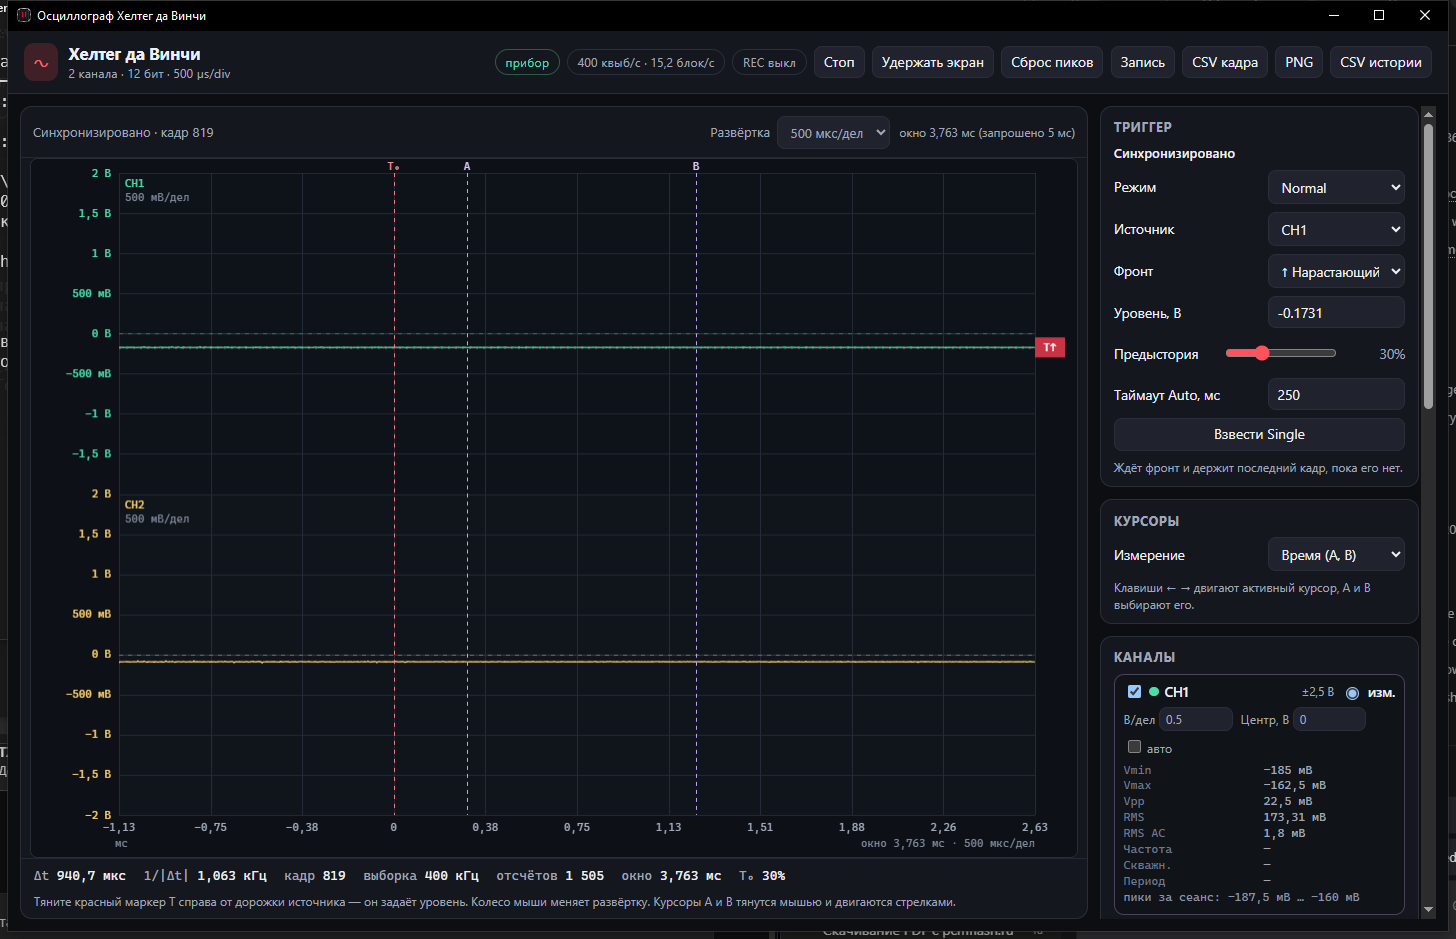 Осциллограф Хелтег да Винчи
Хелтег да Винчи
2 канала · 12 бит · 500 µs/div
прибор
400 квыб/с · 15,2 блок/с
REC выкл
Стоп
Удержать экран
Сброс пиков
Запись
CSV кадра
PNG
CSV истории
Синхронизировано · кадр 819
Развёртка
500 мкс/дел
окно 3,763 мс (запрошено 5 мс)
T₀
A
B
CH1
500 мВ/дел
2 В
1,5 В
1 В
500 мВ
0 В
−500 мВ
−1 В
−1,5 В
T↑
CH2
500 мВ/дел
2 В
1,5 В
1 В
500 мВ
0 В
−500 мВ
−1 В
−1,5 В
−2 В
−1,13
−0,75
−0,38
0
0,38
0,75
1,13
1,51
1,88
2,26
2,63
мс
окно 3,763 мс · 500 мкс/дел
Δt 940,7 мкс 1/|Δt| 1,063 кГц кадр 819 выборка 400 кГц отсчётов 1 505 окно 3,763 мс T₀ 30%
Тяните красный маркер T справа от дорожки источника — он задаёт уровень. Колесо мыши меняет развёртку. Курсоры A и B тянутся мышью и двигаются стрелками.
ТРИГГЕР
Синхронизировано
Режим
Normal
Источник
CH1
Фронт
↑ Нарастающий
Уровень, В
-0.1731
Предыстория
30%
Таймаут Auto, мс
250
Взвести Single
Ждёт фронт и держит последний кадр, пока его нет.
КУРСОРЫ
Измерение
Время (A, B)
Клавиши ← → двигают активный курсор, A и B
выбирают его.
КАНАЛЫ
CH1
±2,5 В
изм.
В/дел
0.5
Центр, В
0
авто
Vmin −185 мВ
Vmax −162,5 мВ
Vpp 22,5 мВ
RMS 173,31 мВ
RMS AC 1,8 мВ
Частота —
Скважн. —
Период —
пики за сеанс: −187,5 мВ … −160 мВ